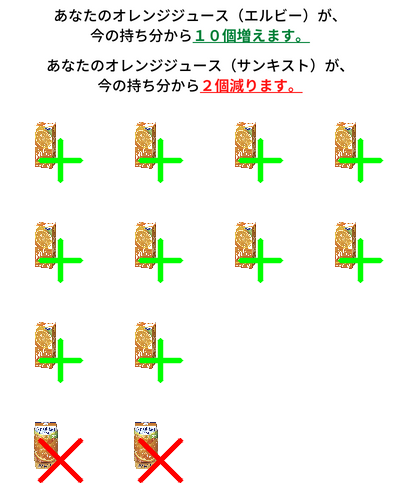 あなたのオレンジジュース（エルビー）が、
今の持ち分から１０個増えます。
あなたのオレンジジュース（サンキスト）が、
今の持ち分から２個減ります。